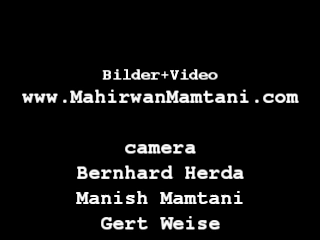 Bilder+Video
www.MahirwanMamtani.com
camera
Bernhard Herda
Manish Mamtani
Gert Weise